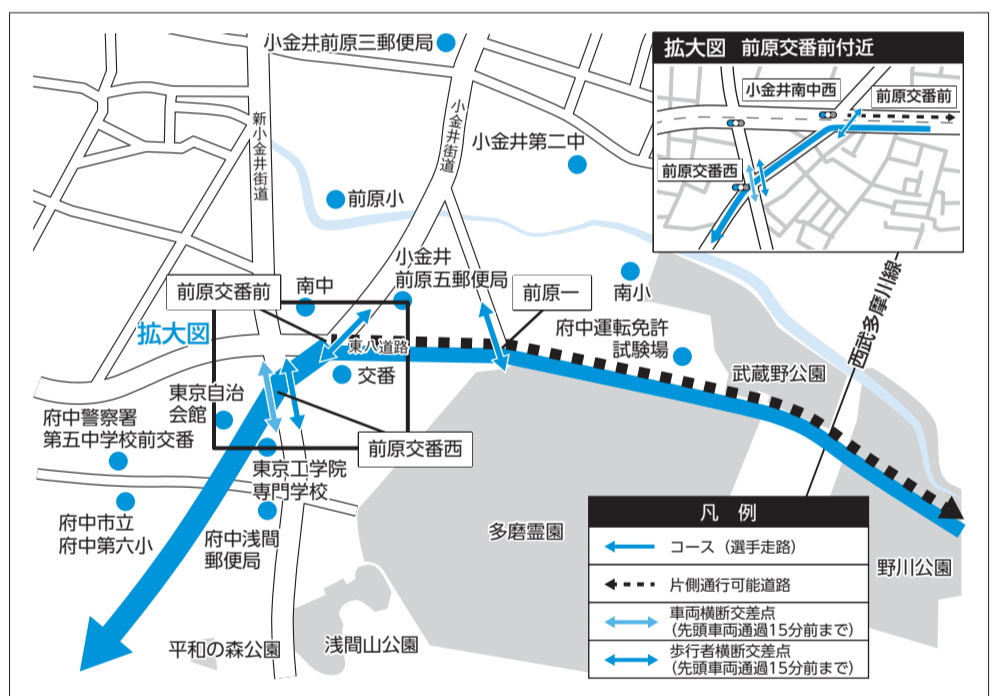 小金井前原三郵便局
新小金井街道
小金井街道
小金井第二中
前原小
小金井
前原五郵便局
南中
前原交番前
前原一
南小
府中運転免許
試験場
西武多摩川線
武蔵野公園
拡大図
東八道路
交番
東京自治
会館
府中警察署
第五中学校前交番
前原交番西
東京工学院
専門学校
府中市立
府中第六小
府中浅間
郵便局
多磨霊園
野川公園
平和の森公園
浅間山公園
拡大図 前原交番前付近
小金井南中西
前原交番前
前原交番西
凡 例
コース（選手走路）
片側通行可能道路
車両横断交差点
（先頭車両通過15分前まで）
歩行者横断交差点
（先頭車両通過15分前まで）